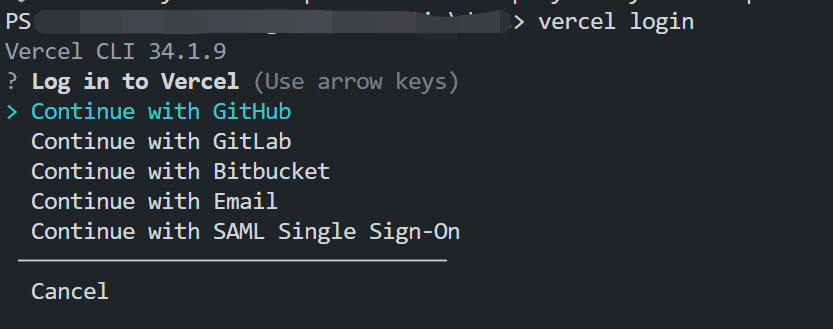 PS > vercel login
Vercel CLI 34.1.9
? Log in to Vercel (Use arrow keys)
> Continue with GitHub
Continue with GitLab
Continue with Bitbucket
Continue with Email
Continue with SAML Single Sign-On
Cancel